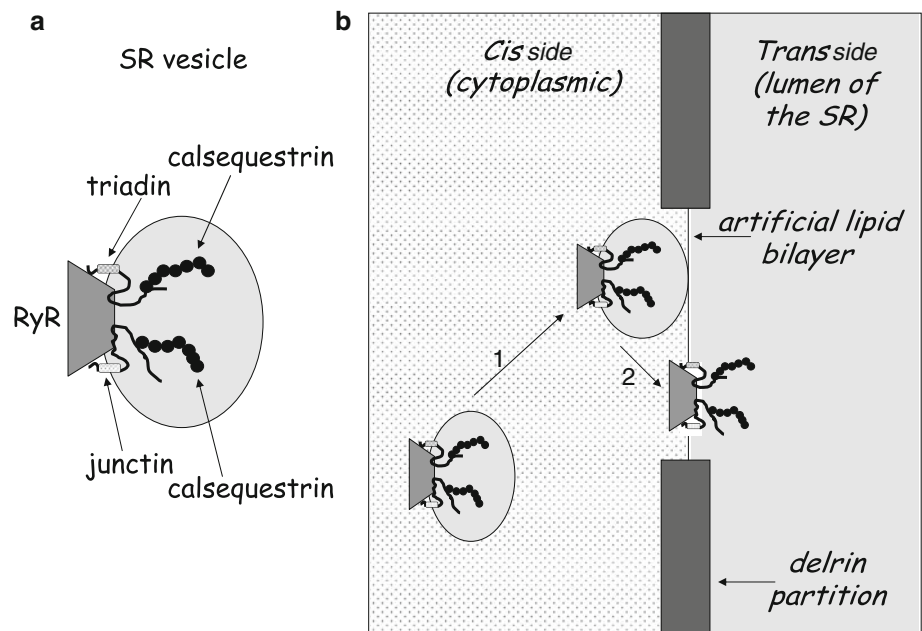 a
SR vesicle
calsequestrin
triadin
RyR
junctin
calsequestrin
b
Cis side
(cytoplasmic)
Trans side
(lumen of
the SR)
artificial lipid
bilayer
1
2
delrin
partition